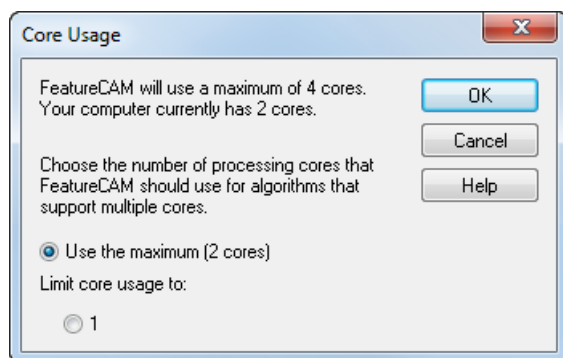 Core Usage
FeatureCAM will use a maximum of 4 cores.
Your computer currently has 2 cores.
Choose the number of processing cores that
FeatureCAM should use for algorithms that
support multiple cores.
Use the maximum (2 cores)
Limit core usage to:
1
OK
Cancel
Help